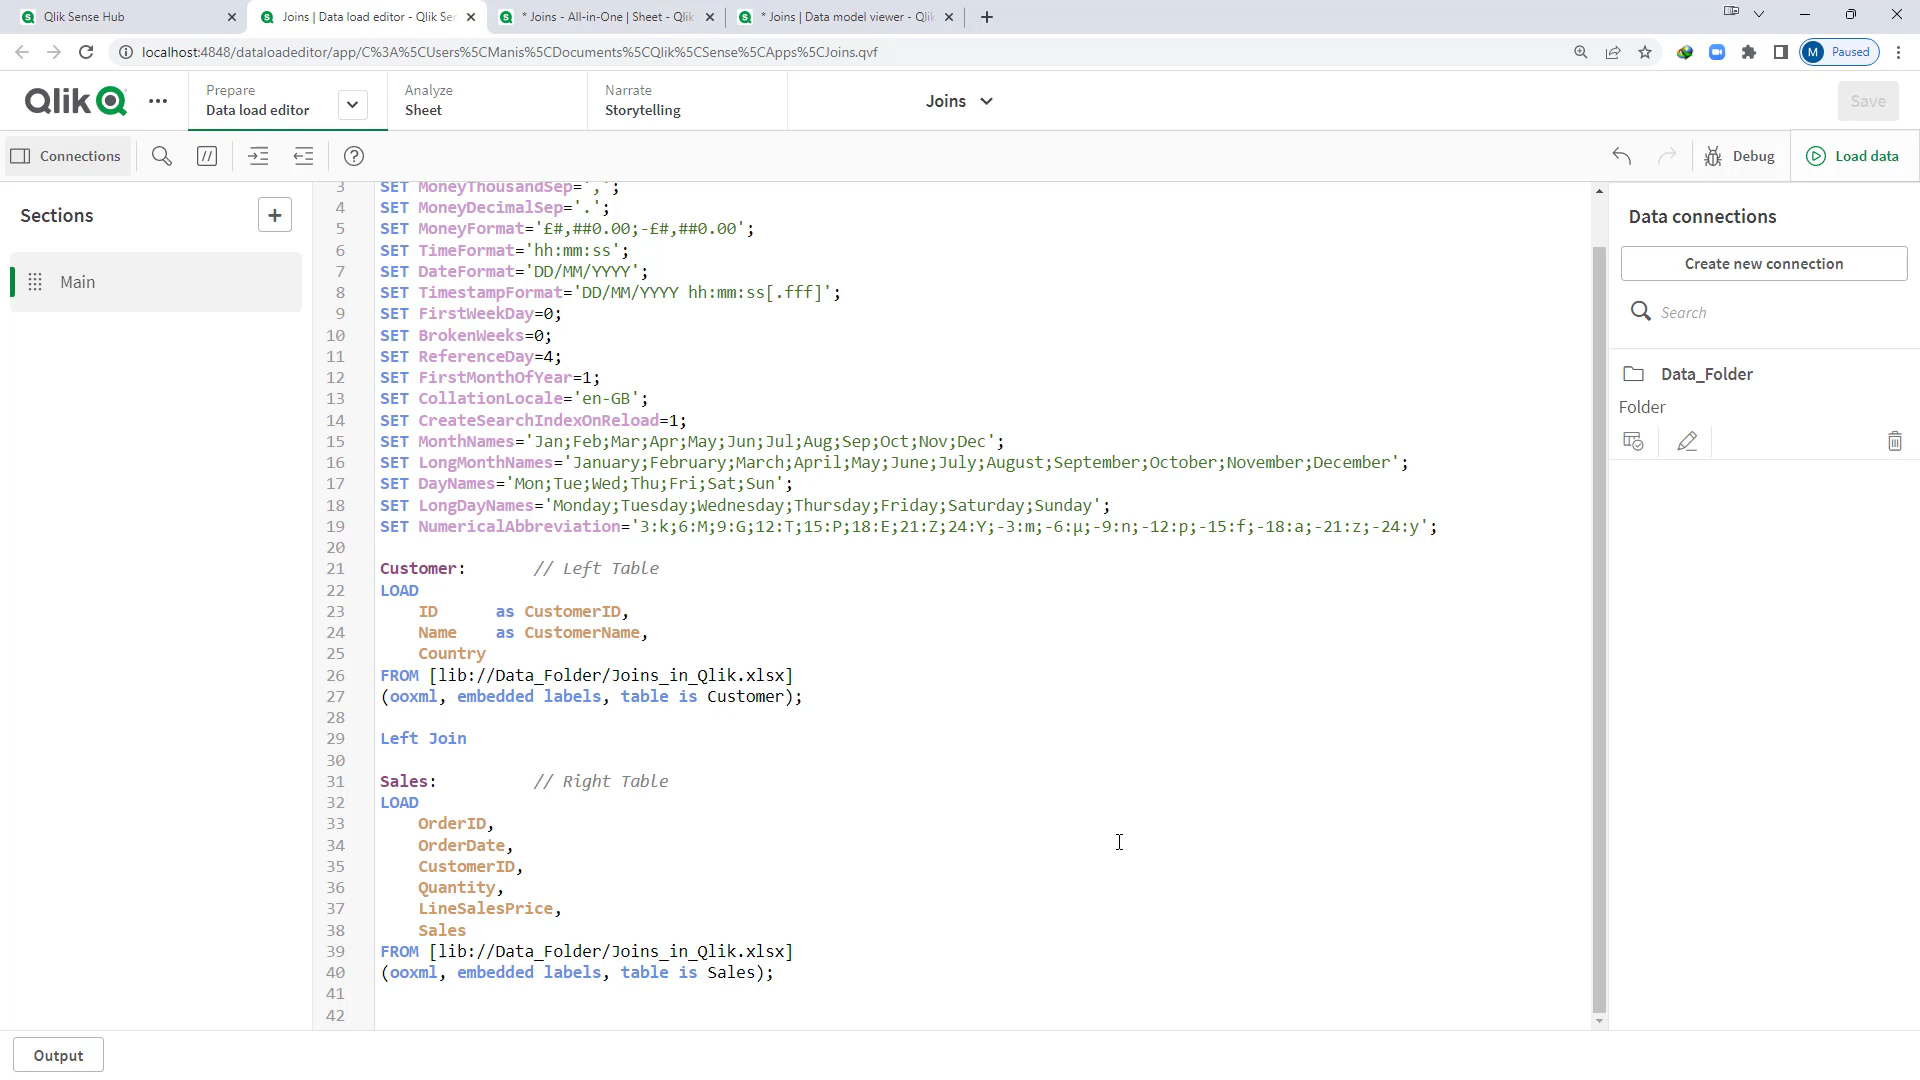 Qlik Sense Hub
Joins | Data load editor - Qlik Sen
* Joins - All-in-One | Sheet - Qlik
* Joins | Data model viewer - Qlik
localhost:4848/dataloadeditor/app/C%3A%5CUsers%5CManis%5CDocuments%5CQlik%5CSense%5CApps%5CJoins.qvf
M Paused
Qlik
Prepare
Data load editor
Analyze
Sheet
Narrate
Storytelling
Joins
Save
Connections
Debug
Load data
Sections
Main
3 SET MoneyThousandSep=',';
4 SET MoneyDecimalSep='.';
5 SET MoneyFormat='£#,##0.00;-£#,##0.00';
6 SET TimeFormat='hh:mm:ss';
7 SET DateFormat='DD/MM/YYYY';
8 SET TimestampFormat='DD/MM/YYYY hh:mm:ss[.fff]';
9 SET FirstWeekDay=0;
10 SET BrokenWeeks=0;
11 SET ReferenceDay=4;
12 SET FirstMonthOfYear=1;
13 SET CollationLocale='en-GB';
14 SET CreateSearchIndexOnReload=1;
15 SET MonthNames='Jan;Feb;Mar;Apr;May;Jun;Jul;Aug;Sep;Oct;Nov;Dec';
16 SET LongMonthNames='January;February;March;April;May;June;July;August;September;October;November;December';
17 SET DayNames='Mon;Tue;Wed;Thu;Fri;Sat;Sun';
18 SET LongDayNames='Monday;Tuesday;Wednesday;Thursday;Friday;Saturday;Sunday';
19 SET NumericalAbbreviation='3:k;6:M;9:G;12:T;15:P;18:E;21:Z;24:Y;-3:m;-6:µ;-9:n;-12:p;-15:f;-18:a;-21:z;-24:y';
20
21 Customer: // Left Table
22 LOAD
23 ID as CustomerID,
24 Name as CustomerName,
25 Country
26 FROM [lib://Data_Folder/Joins_in_Qlik.xlsx]
27 (ooxml, embedded labels, table is Customer);
28
29 Left Join
30
31 Sales: // Right Table
32 LOAD
33 OrderID,
34 OrderDate,
35 CustomerID,
36 Quantity,
37 LineSalesPrice,
38 Sales
39 FROM [lib://Data_Folder/Joins_in_Qlik.xlsx]
40 (ooxml, embedded labels, table is Sales);
41
42
Data connections
Create new connection
Search
Data_Folder
Folder
Output